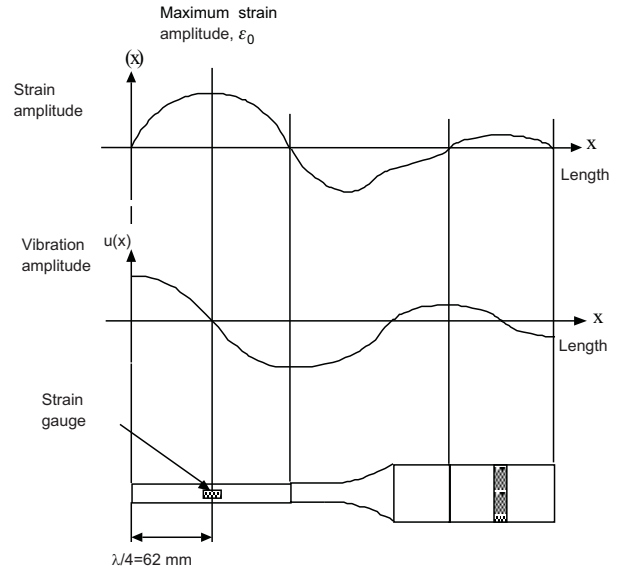 Maximum strain
amplitude, ε₀
(x)
Strain
amplitude
x
Length
Vibration
amplitude
u(x)
x
Length
Strain
gauge
λ/4=62 mm